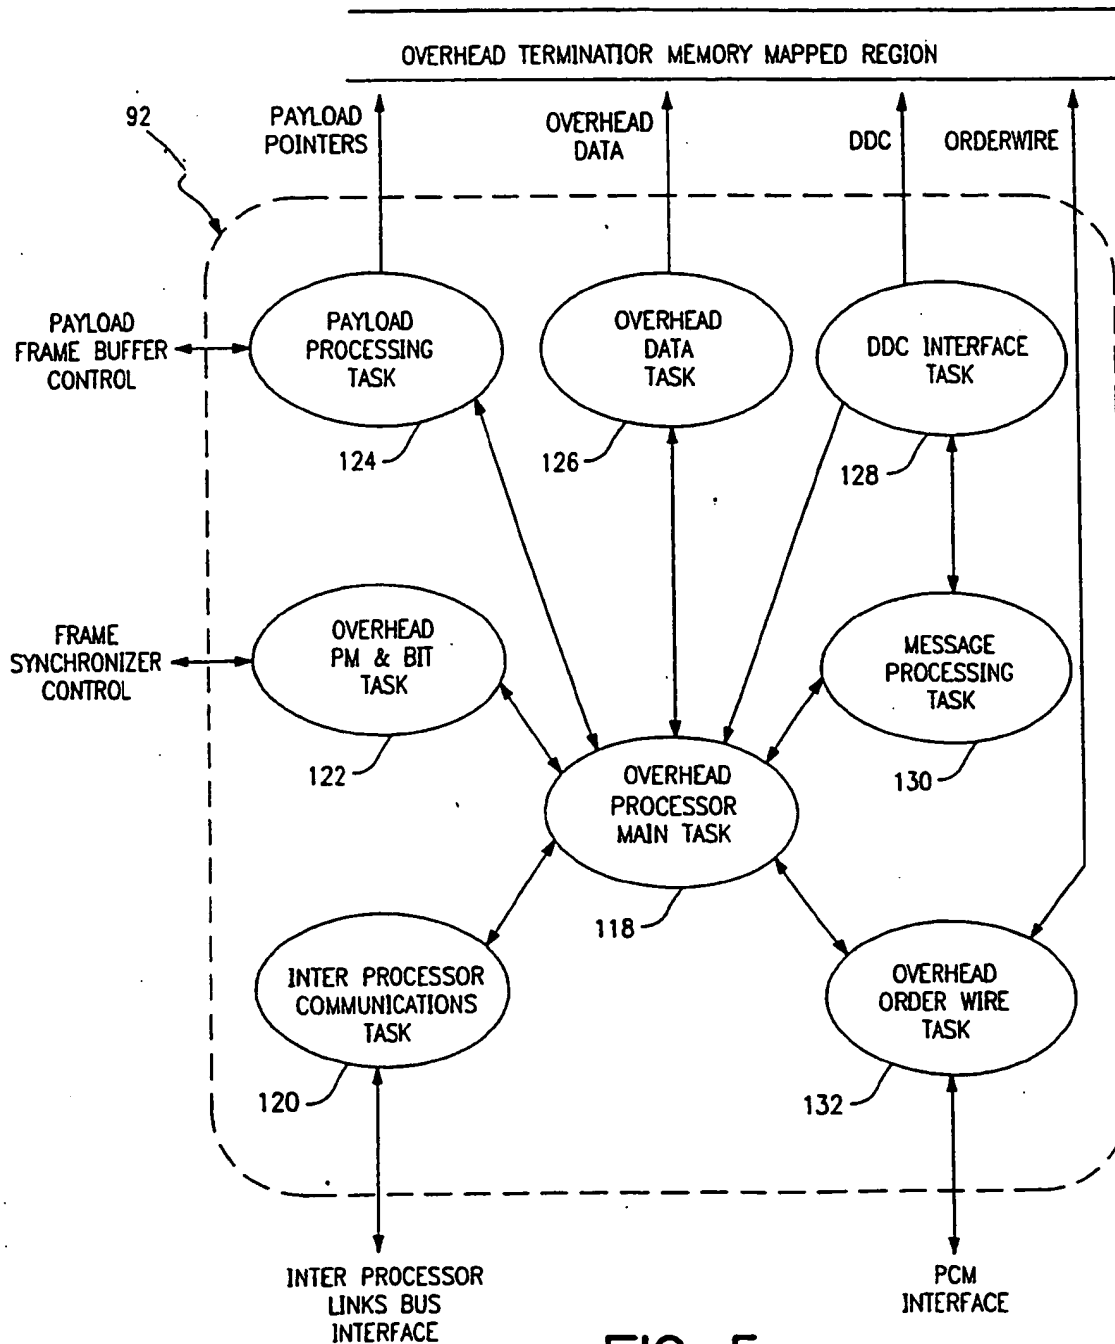 OVERHEAD TERMINATIOR MEMORY MAPPED REGION
92
PAYLOAD
POINTERS
OVERHEAD
DATA
DDC
ORDERWIRE
PAYLOAD
FRAME BUFFER
CONTROL
PAYLOAD
PROCESSING
TASK
124
OVERHEAD
DATA
TASK
126
DDC INTERFACE
TASK
128
FRAME
SYNCHRONIZER
CONTROL
OVERHEAD
PM & BIT
TASK
122
MESSAGE
PROCESSING
TASK
130
OVERHEAD
PROCESSOR
MAIN TASK
118
INTER PROCESSOR
COMMUNICATIONS
TASK
120
OVERHEAD
ORDER WIRE
TASK
132
INTER PROCESSOR
LINKS BUS
INTERFACE
PCM
INTERFACE
FIG. 5